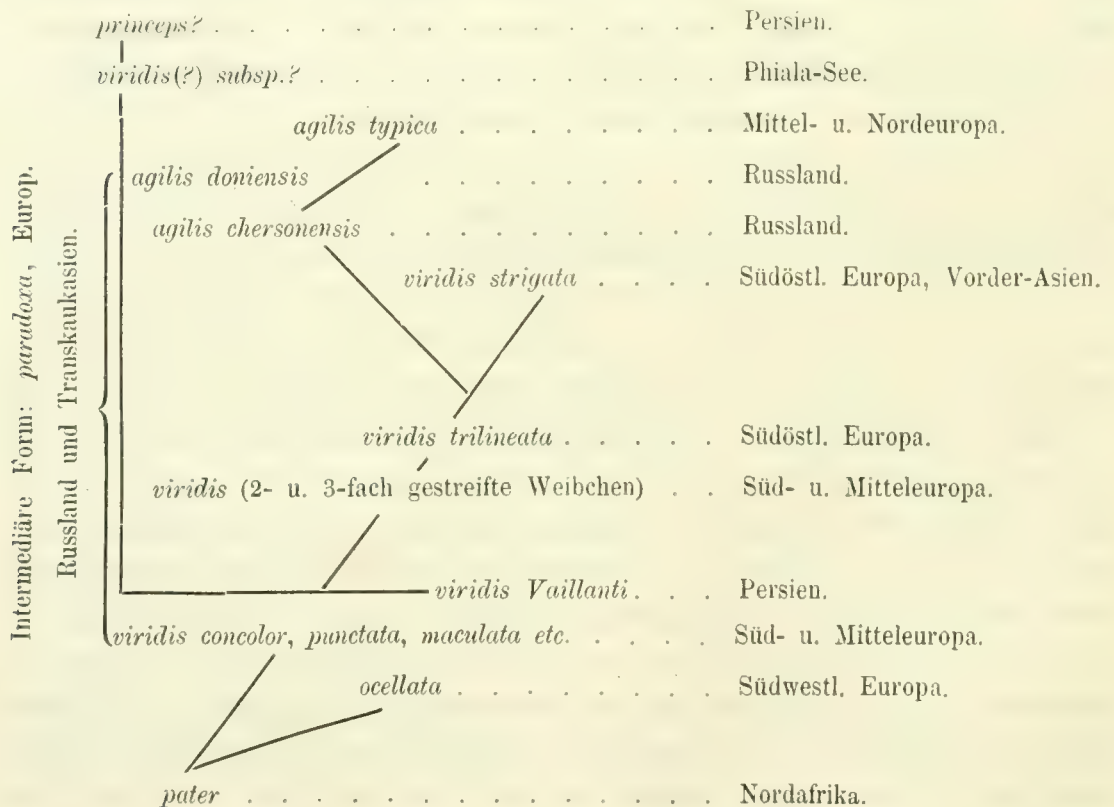 princeps? . . . . . . . . . . . . . . Persien.
viridis(?) subsp.? . . . . . . . . . . . . Phiala-See.
agilis typica . . . . . . . Mittel- u. Nordeuropa.
agilis doniensis . . . . . . . . . Russland.
agilis chersonensis . . . . . . . . . . Russland.
viridis strigata . . . . Südöstl. Europa, Vorder-Asien.
viridis trilineata . . . . . Südöstl. Europa.
viridis (2- u. 3-fach gestreifte Weibchen) . . Süd- u. Mitteleuropa.
viridis Vaillanti . . . Persien.
viridis concolor, punctata, maculata etc. . . . . Süd- u. Mitteleuropa.
ocellata . . . . . . . . Südwestl. Europa.
pater . . . . . . . . . . . . . . . Nordafrika.
Intermediäre Form: paradoxa, Europ.
Russland und Transkaukasien.